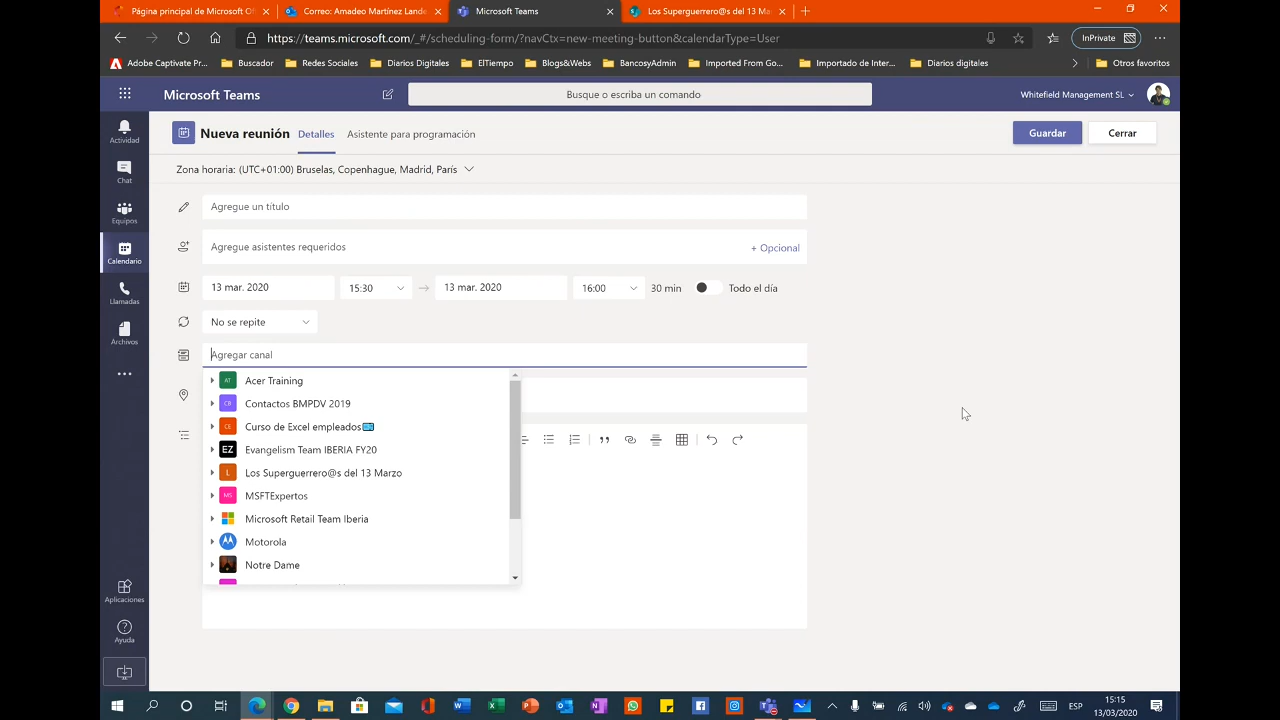 Página principal de Microsoft Of
Correo: Amadeo Martínez Lande
Microsoft Teams
Los Superguerrero@s del 13 Mar
https://teams.microsoft.com/_#/scheduling-form/?navCtx=new-meeting-button&calendarType=User
InPrivate
Adobe Captivate Pr...
Buscador
Redes Sociales
Diarios Digitales
ElTiempo
Blogs&Webs
BancosyAdmin
Imported From Go...
Importado de Inter...
Diarios digitales
Otros favoritos
Microsoft Teams
Busque o escriba un comando
Whitefield Management SL
Actividad
Chat
Equipos
Calendario
Llamadas
Archivos
Aplicaciones
Ayuda
Nueva reunión
Detalles
Asistente para programación
Guardar
Cerrar
Zona horaria: (UTC+01:00) Bruselas, Copenhague, Madrid, París
Agregue un título
Agregue asistentes requeridos
+ Opcional
13 mar. 2020
15:30
13 mar. 2020
16:00
30 min
Todo el día
No se repite
Agregar canal
AT Acer Training
CB Contactos BMPDV 2019
CE Curso de Excel empleados
EZ Evangelism Team IBERIA FY20
L Los Superguerrero@s del 13 Marzo
MS MSFTExpertos
Microsoft Retail Team Iberia
Motorola
Notre Dame
ESP
15:15
13/03/2020